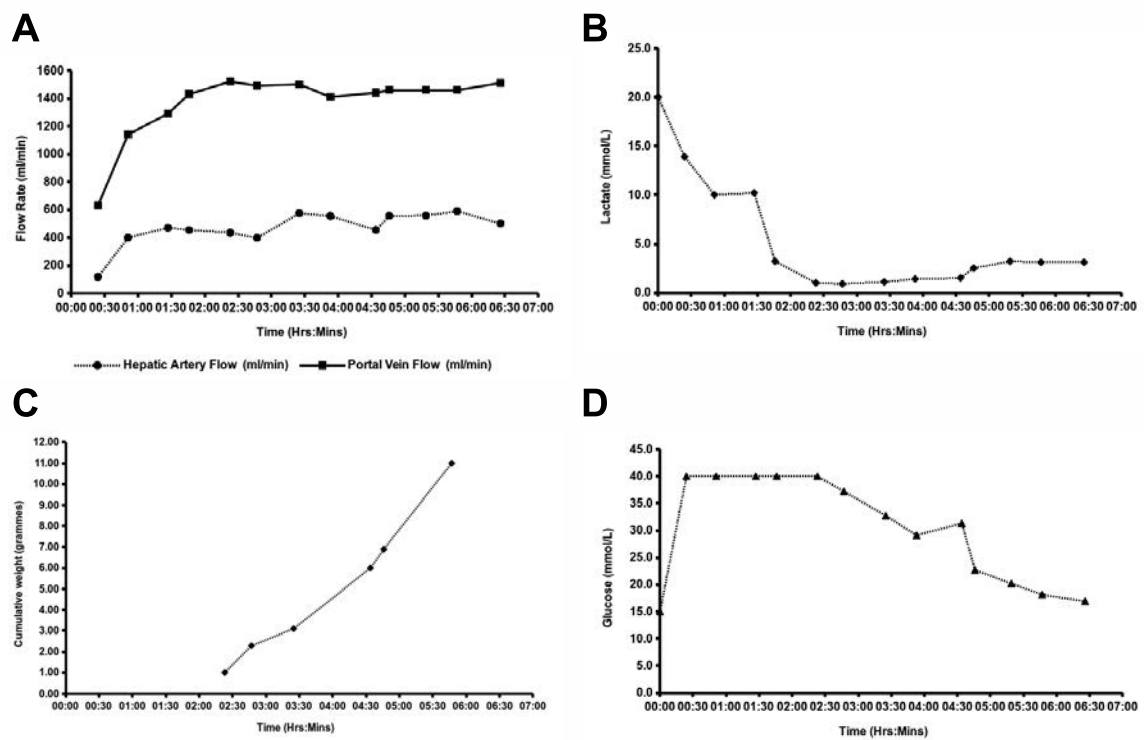 A
1600
1400
1200
1000
800
600
400
200
0
Flow Rate (ml/min)
00:00 00:30 01:00 01:30 02:00 02:30 03:00 03:30 04:00 04:30 05:00 05:30 06:00 06:30 07:00
Time (Hrs:Mins)
Hepatic Artery Flow (ml/min) Portal Vein Flow (ml/min)
B
25.0
20.0
15.0
10.0
5.0
0.0
Lactate (mmol/L)
00:00 00:30 01:00 01:30 02:00 02:30 03:00 03:30 04:00 04:30 05:00 05:30 06:00 06:30 07:00
Time (Hrs:Mins)
C
12.00
11.00
10.00
9.00
8.00
7.00
6.00
5.00
4.00
3.00
2.00
1.00
0.00
Cumulative weight (grammes)
00:00 00:30 01:00 01:30 02:00 02:30 03:00 03:30 04:00 04:30 05:00 05:30 06:00 06:30 07:00
Time (Hrs:Mins)
D
45.0
40.0
35.0
30.0
25.0
20.0
15.0
10.0
5.0
0.0
Glucose (mmol/L)
00:00 00:30 01:00 01:30 02:00 02:30 03:00 03:30 04:00 04:30 05:00 05:30 06:00 06:30 07:00
Time (Hrs:Mins)